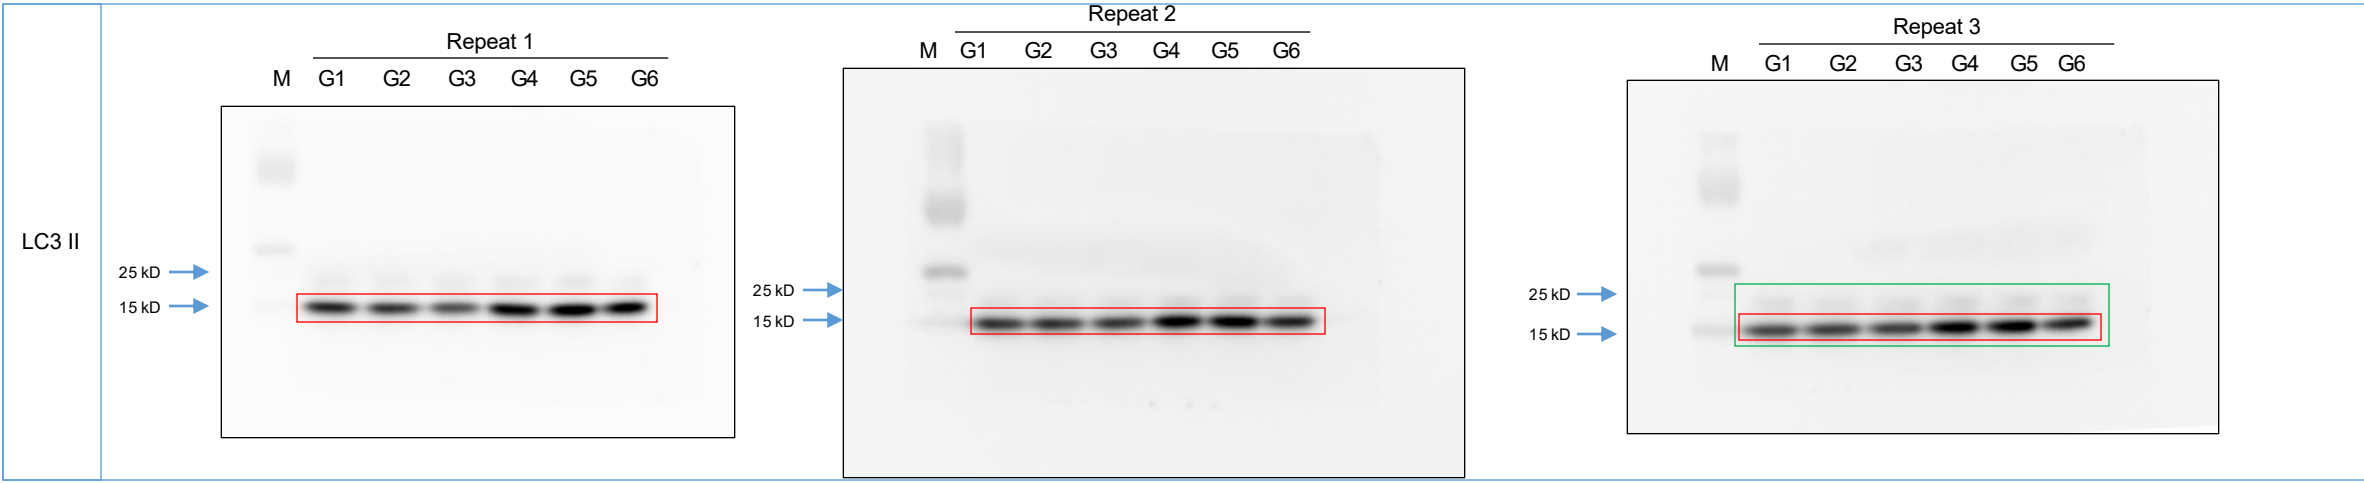 LC3 II
Repeat 1
M G1 G2 G3 G4 G5 G6
25 kD
15 kD
Repeat 2
M G1 G2 G3 G4 G5 G6
25 kD
15 kD
Repeat 3
M G1 G2 G3 G4 G5 G6
25 kD
15 kD